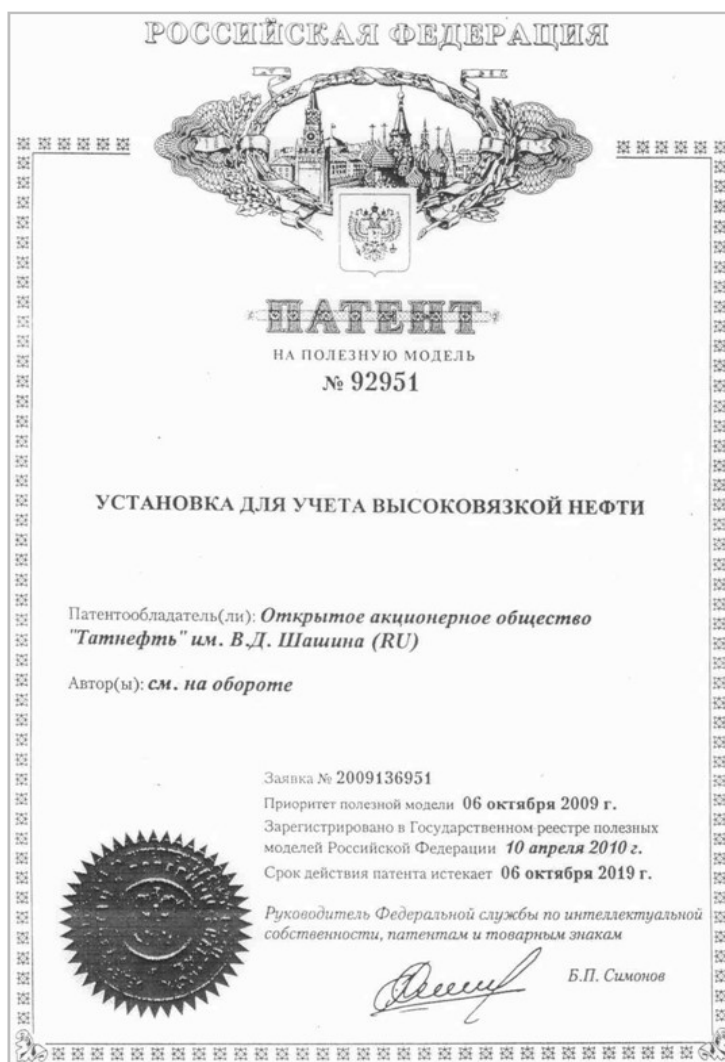 РОССИЙСКАЯ ФЕДЕРАЦИЯ
ПАТЕНТ
НА ПОЛЕЗНУЮ МОДЕЛЬ
№ 92951
УСТАНОВКА ДЛЯ УЧЕТА ВЫСОКОВЯЗКОЙ НЕФТИ
Патентообладатель(ли): Открытое акционерное общество
"Татнефть" им. В.Д. Шашина (RU)
Автор(ы): см. на обороте
Заявка № 2009136951
Приоритет полезной модели 06 октября 2009 г.
Зарегистрировано в Государственном реестре полезных
моделей Российской Федерации 10 апреля 2010 г.
Срок действия патента истекает 06 октября 2019 г.
Руководитель Федеральной службы по интеллектуальной
собственности, патентам и товарным знакам
Б.П. Симонов